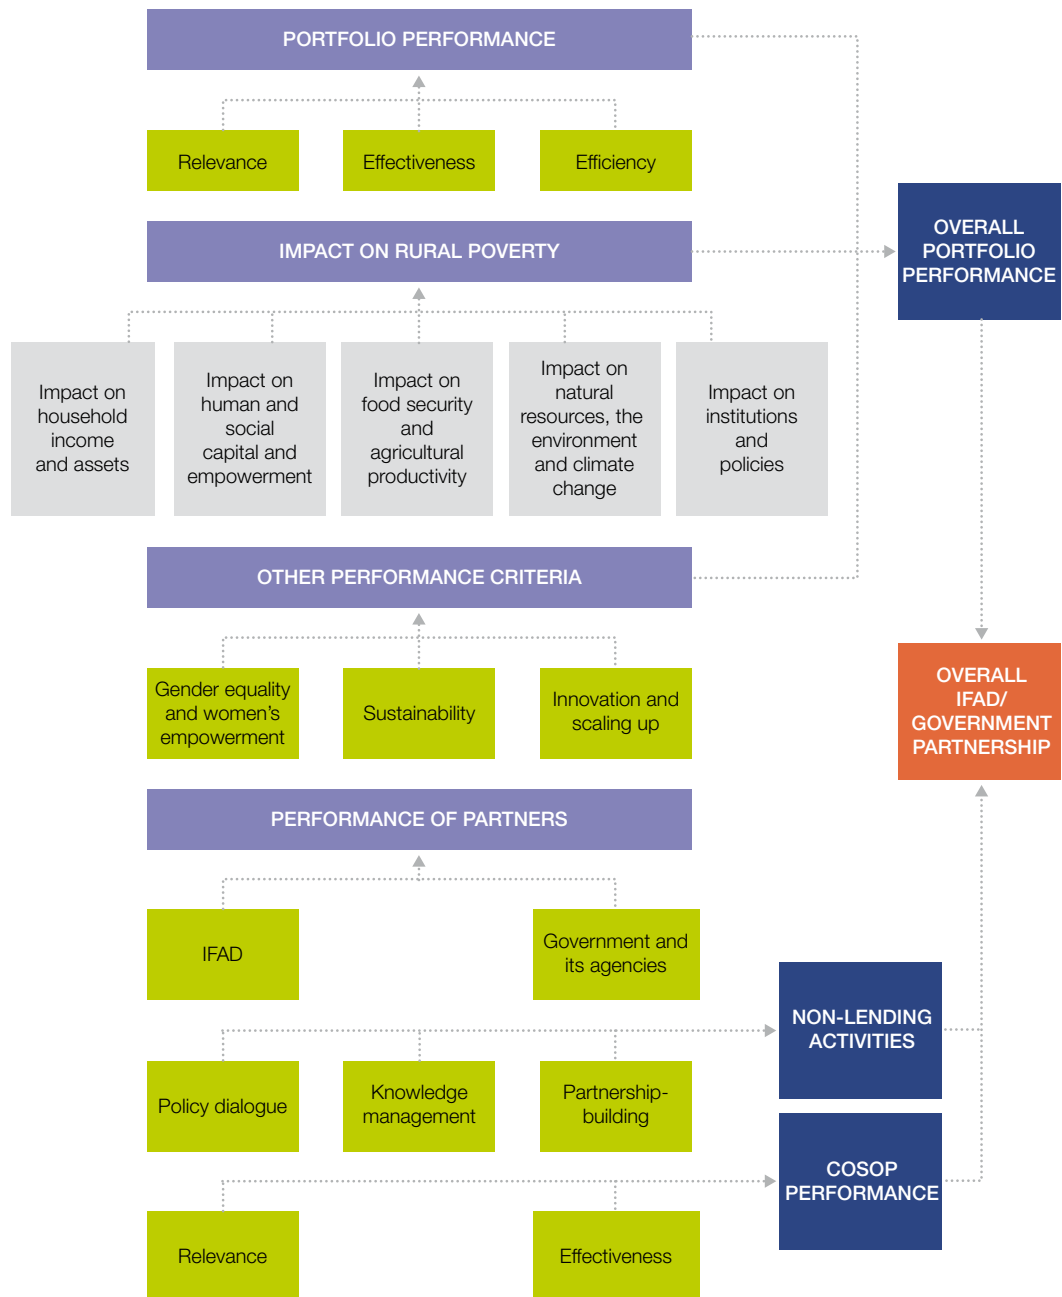 PORTFOLIO PERFORMANCE
Relevance
Effectiveness
Efficiency
IMPACT ON RURAL POVERTY
OVERALL
PORTFOLIO
PERFORMANCE
Impact on
household
income
and assets
Impact on
human and
social
capital and
empowerment
Impact on
food security
and
agricultural
productivity
Impact on
natural
resources, the
environment
and climate
change
Impact on
institutions
and
policies
OTHER PERFORMANCE CRITERIA
Gender equality
and women's
empowerment
Sustainability
Innovation and
scaling up
OVERALL
IFAD/
GOVERNMENT
PARTNERSHIP
PERFORMANCE OF PARTNERS
IFAD
Government and
its agencies
NON-LENDING
ACTIVITIES
Policy dialogue
Knowledge
management
Partnership-
building
COSOP
PERFORMANCE
Relevance
Effectiveness